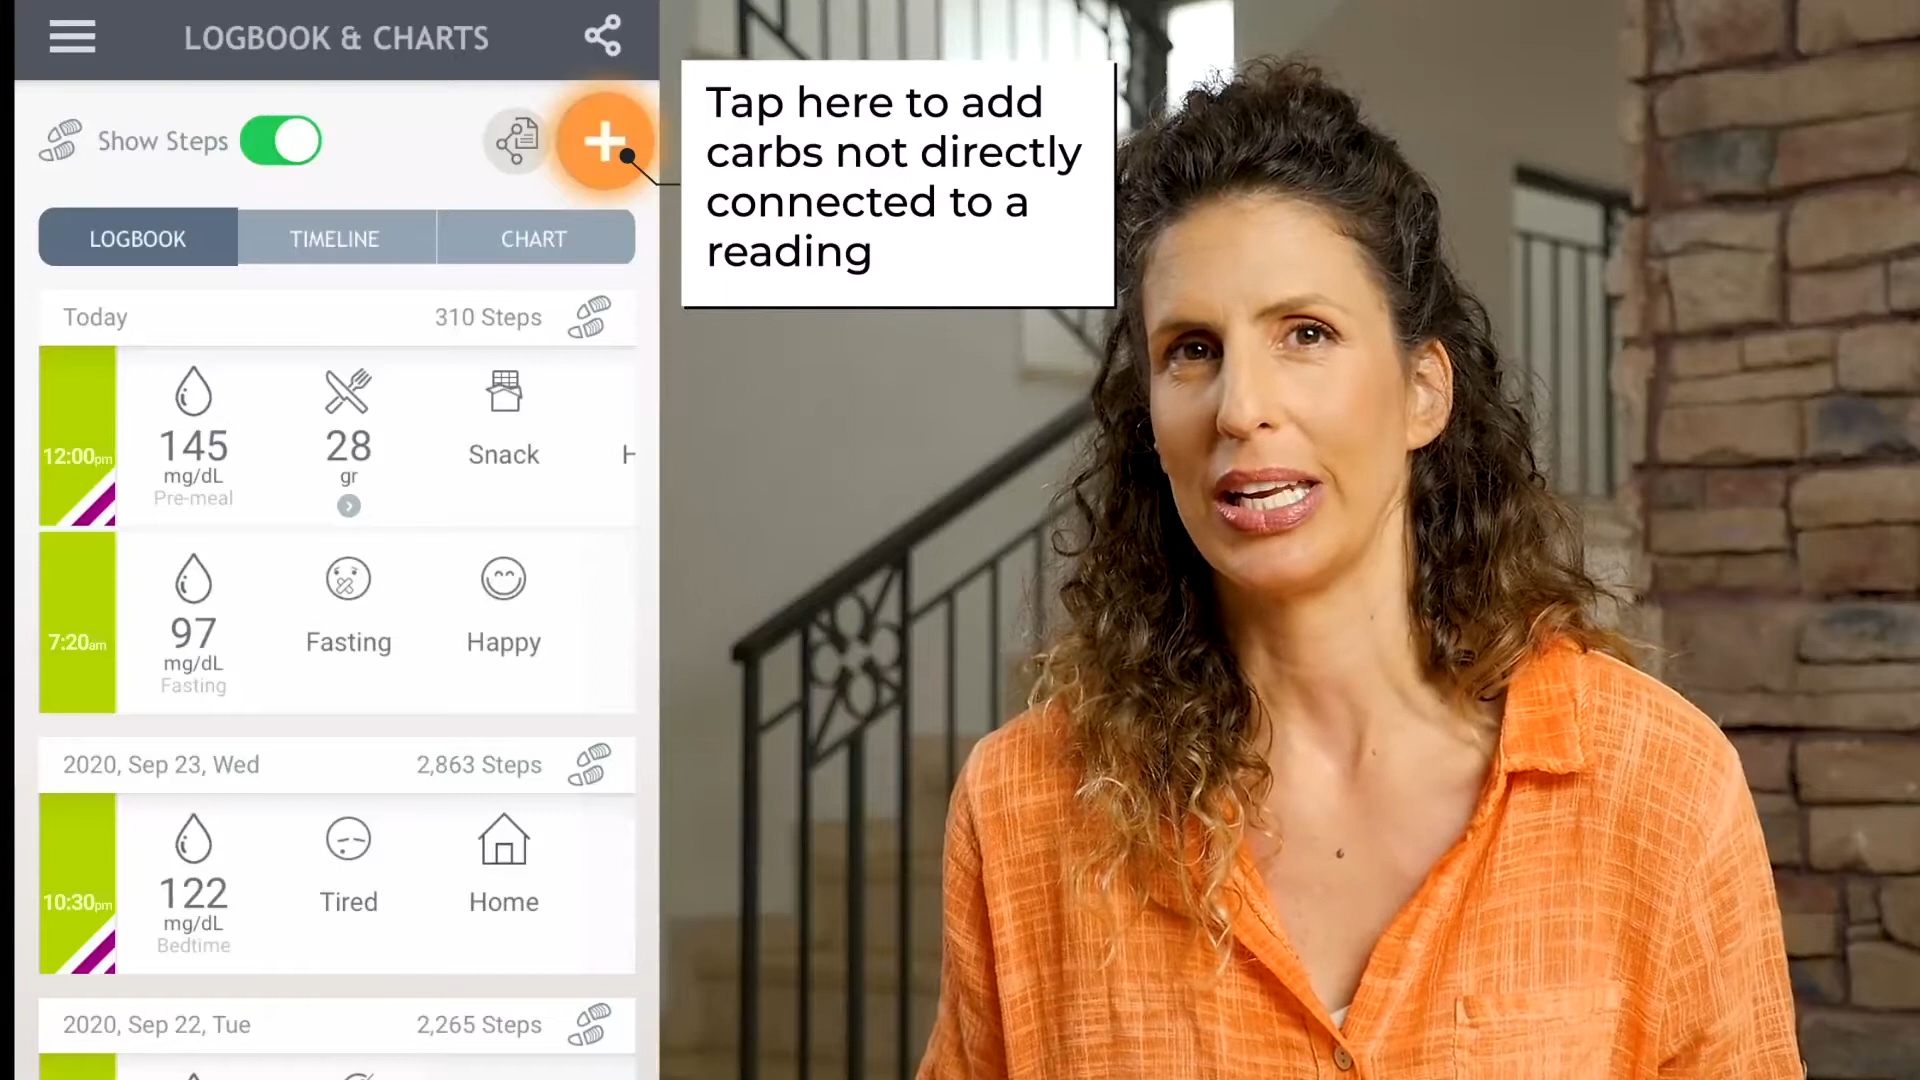 LOGBOOK & CHARTS
Show Steps
Tap here to add
carbs not directly
connected to a
reading
LOGBOOK
TIMELINE
CHART
Today
310 Steps
12:00pm
145
mg/dL
Pre-meal
28
gr
Snack
7:20am
97
mg/dL
Fasting
Fasting
Happy
2020, Sep 23, Wed
2,863 Steps
10:30pm
122
mg/dL
Bedtime
Tired
Home
2020, Sep 22, Tue
2,265 Steps